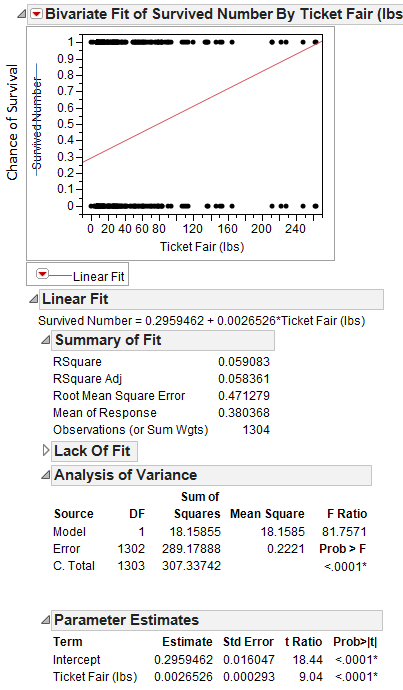 Bivariate Fit of Survived Number By Ticket Fair (lbs
Chance of Survival
Survived Number
1
0.9
0.8
0.7
0.6
0.5
0.4
0.3
0.2
0.1
0
0 20 40 60 80 120 160 200 240
Ticket Fair (lbs)
Linear Fit
Linear Fit
Survived Number = 0.2959462 + 0.0026526*Ticket Fair (lbs)
Summary of Fit
RSquare 0.059083
RSquare Adj 0.058361
Root Mean Square Error 0.471279
Mean of Response 0.380368
Observations (or Sum Wgts) 1304
Lack Of Fit
Analysis of Variance
Sum of
Source DF Squares Mean Square F Ratio
Model 1 18.15855 18.1585 81.7571
Error 1302 289.17888 0.2221 Prob > F
C. Total 1303 307.33742 <.0001*
Parameter Estimates
Term Estimate Std Error t Ratio Prob>|t|
Intercept 0.2959462 0.016047 18.44 <.0001*
Ticket Fair (lbs) 0.0026526 0.000293 9.04 <.0001*